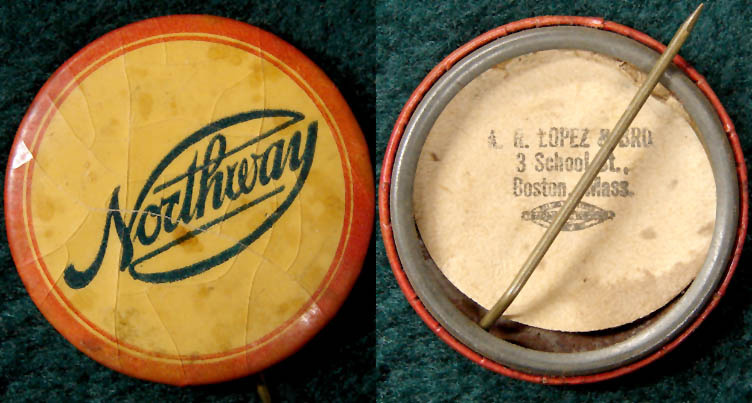 Northway
A. R. LOPEZ & BRO
3 School St.,
Boston Mass.